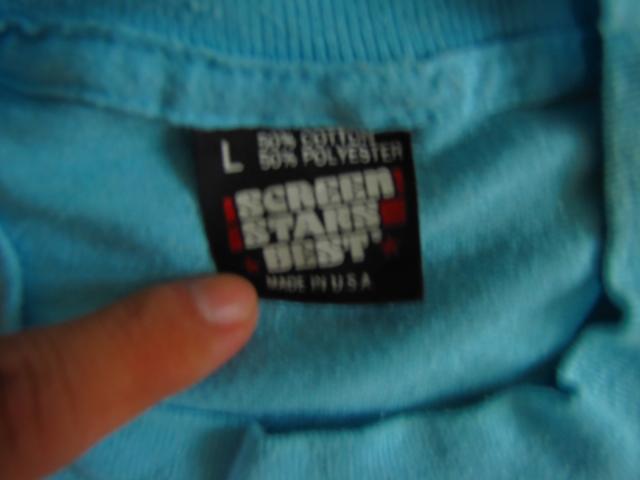 L 50% COTTON
50% POLYESTER
SCREEN
STARS
BEST
MADE IN U.S.A